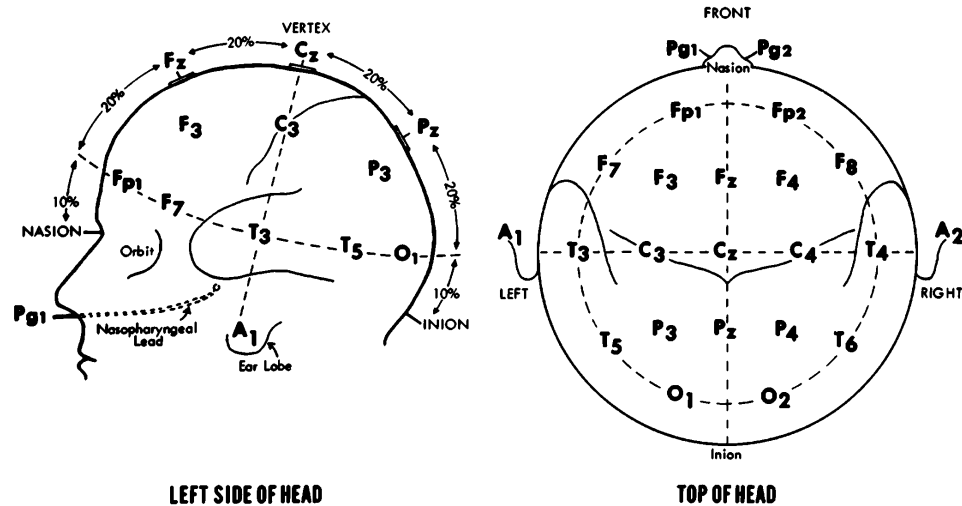 VERTEX
Cz
20%
20%
Fz
20%
Pz
F3
C3
P3
20%
10%
Fp1
F7
NASION
T3
T5
O1
Orbit
10%
INION
Pg1
Nasopharyngeal
Lead
A1
Ear Lobe
LEFT SIDE OF HEAD
FRONT
Pg1 Pg2
Nasion
Fp1 Fp2
F7 F8
F3 Fz F4
A1 A2
T3 C3 Cz C4 T4
LEFT RIGHT
P3 Pz P4
T5 T6
O1 O2
Inion
TOP OF HEAD